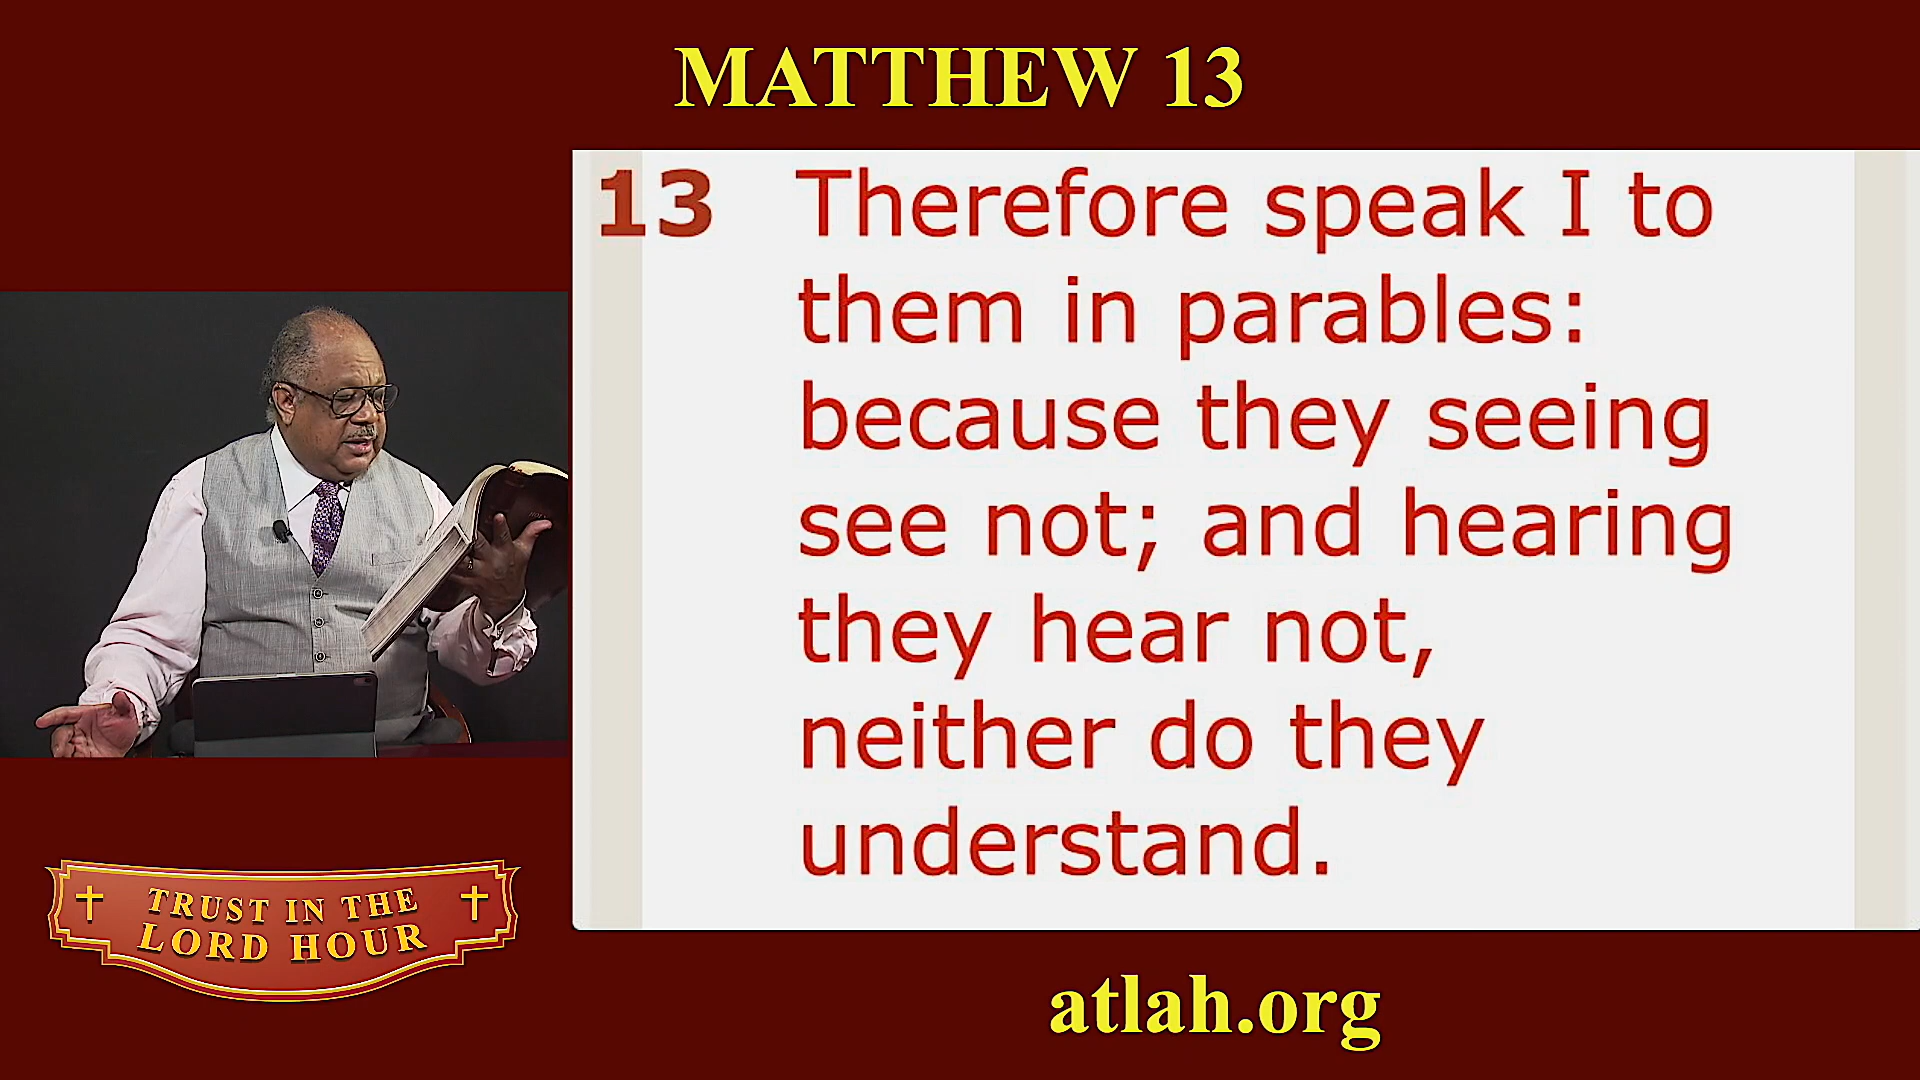 MATTHEW 13
13 Therefore speak I to
them in parables:
because they seeing
see not; and hearing
they hear not,
neither do they
understand.
TRUST IN THE
LORD HOUR
atlah.org